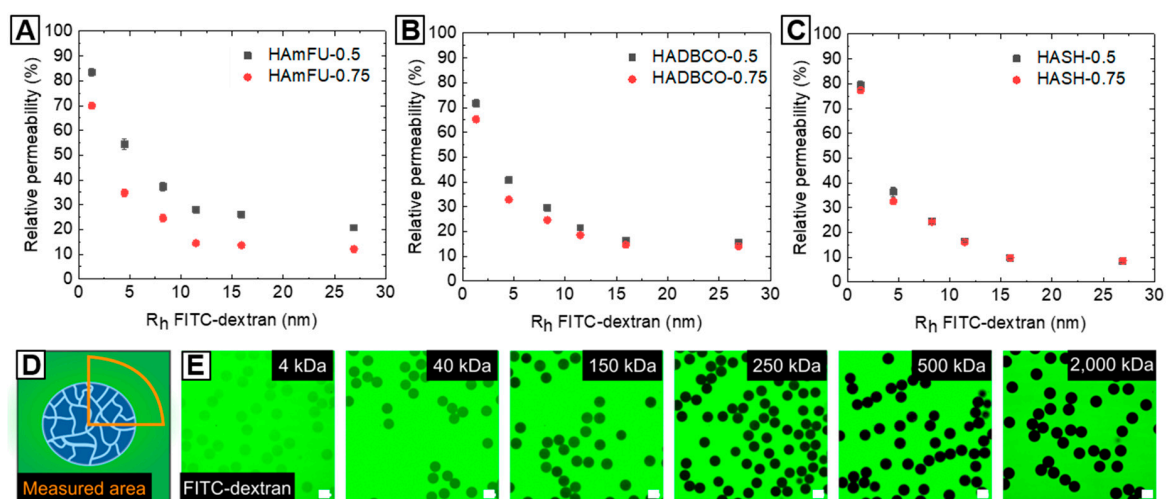 A
HAmFU-0.5
HAmFU-0.75
Relative permeability (%)
100
90
80
70
60
50
40
30
20
10
0
0 5 10 15 20 25 30
Rh FITC-dextran (nm)
B
HADBCO-0.5
HADBCO-0.75
Relative permeability (%)
100
90
80
70
60
50
40
30
20
10
0
0 5 10 15 20 25 30
Rh FITC-dextran (nm)
C
HASH-0.5
HASH-0.75
Relative permeability (%)
100
90
80
70
60
50
40
30
20
10
0
0 5 10 15 20 25 30
Rh FITC-dextran (nm)
D
Measured area
E
4 kDa
40 kDa
150 kDa
250 kDa
500 kDa
2,000 kDa
FITC-dextran